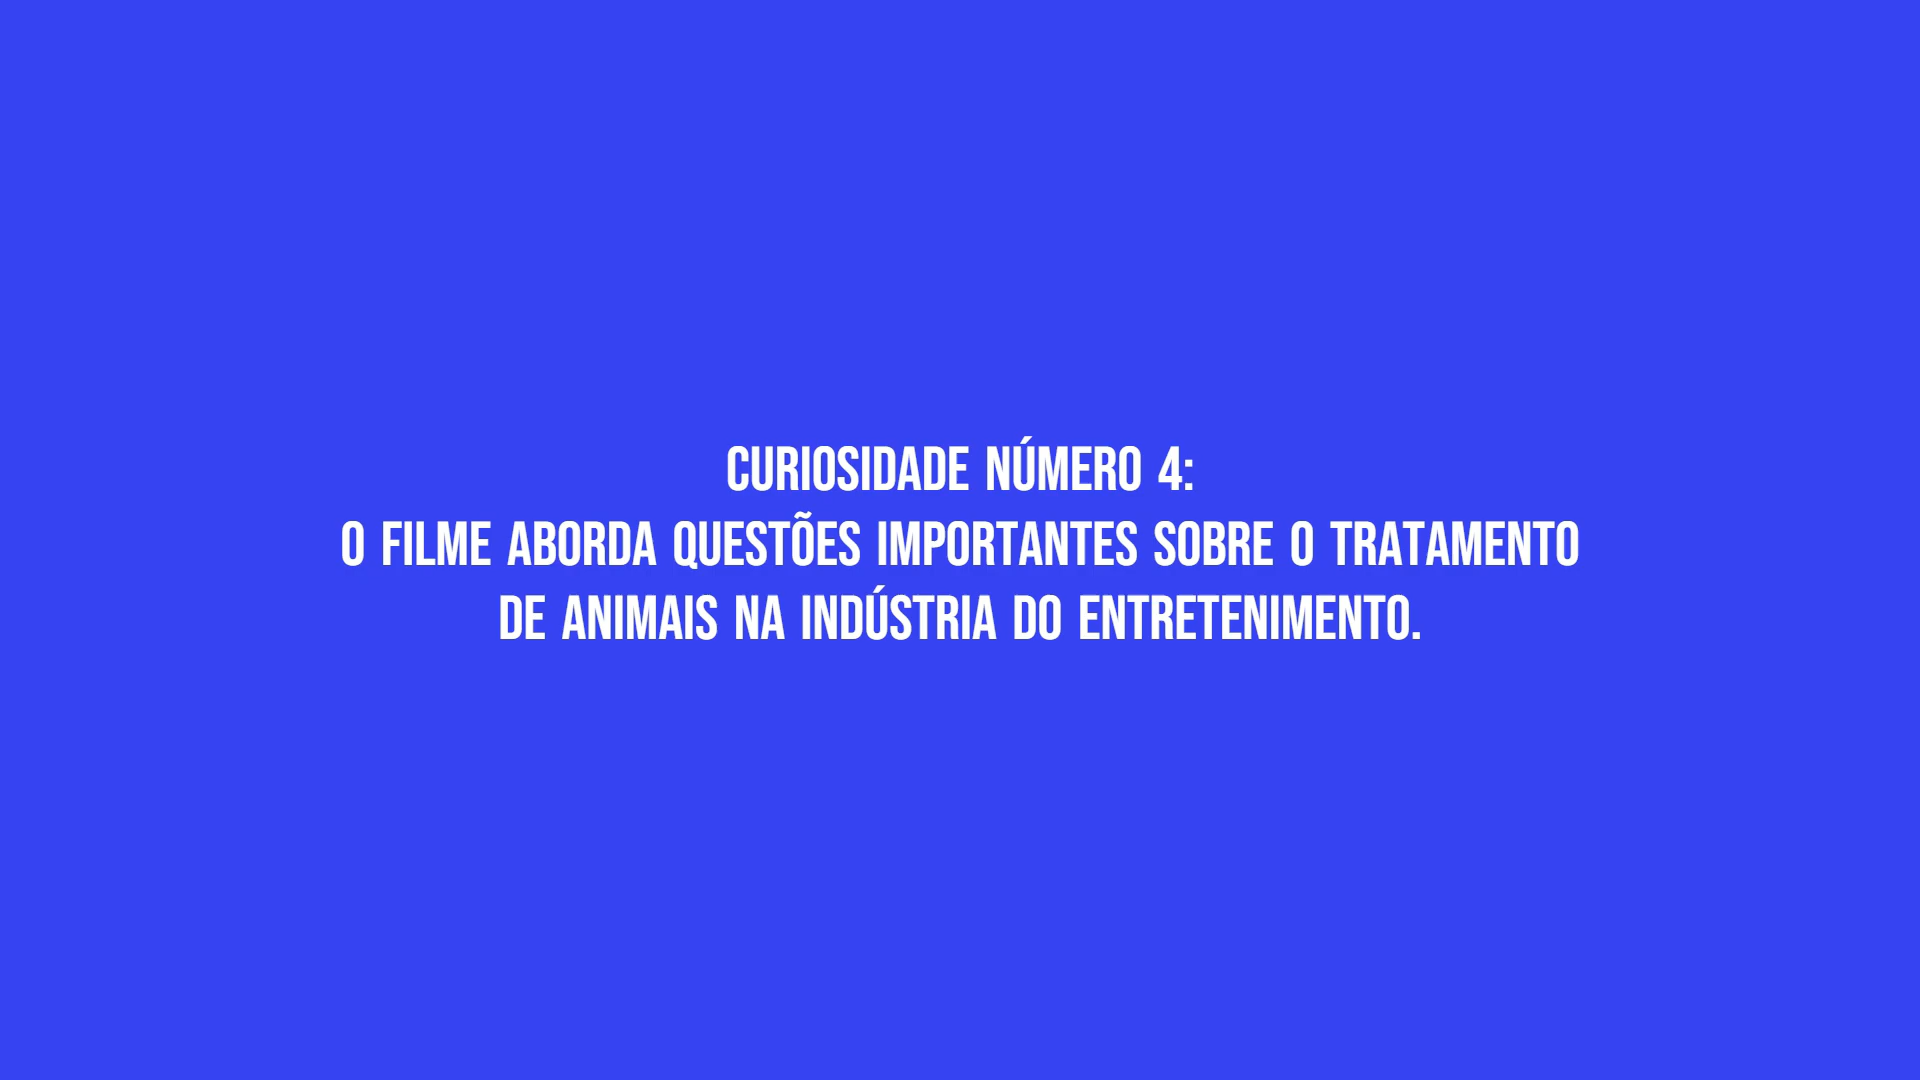 CURIOSIDADE NÚMERO 4:
O FILME ABORDA QUESTÕES IMPORTANTES SOBRE O TRATAMENTO
DE ANIMAIS NA INDÚSTRIA DO ENTRETENIMENTO.